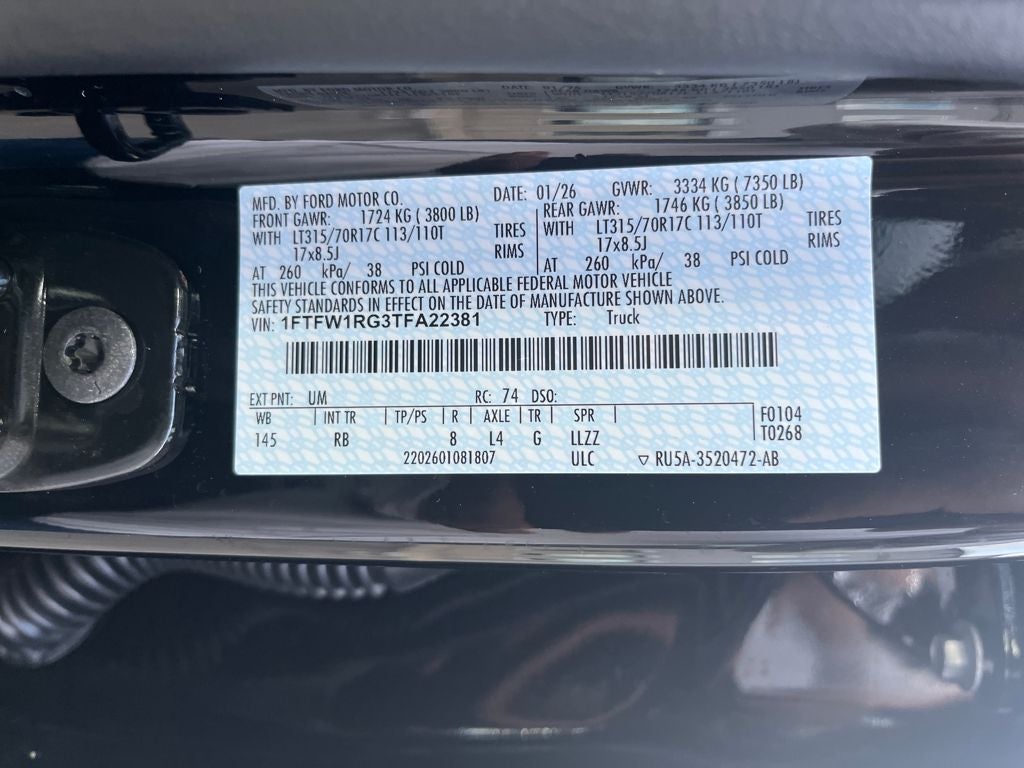 MFD. BY FORD MOTOR CO. DATE: 01/26 GVWR: 3334 KG ( 7350 LB)
FRONT GAWR: 1724 KG ( 3800 LB) REAR GAWR: 1746 KG ( 3850 LB)
WITH LT315/70R17C 113/110T TIRES WITH LT315/70R17C 113/110T TIRES
17x8.5J RIMS 17x8.5J RIMS
AT 260 kPa/ 38 PSI COLD AT 260 kPa/ 38 PSI COLD
THIS VEHICLE CONFORMS TO ALL APPLICABLE FEDERAL MOTOR VEHICLE
SAFETY STANDARDS IN EFFECT ON THE DATE OF MANUFACTURE SHOWN ABOVE.
VIN: 1FTFW1RG3TFA22381 TYPE: Truck
EXT PNT: UM RC: 74 DSO:
WB INT TR TP/PS R AXLE TR SPR F0104
145 RB 8 L4 G LLZZ T0268
2202601081807 ULC ▽ RU5A-3520472-AB